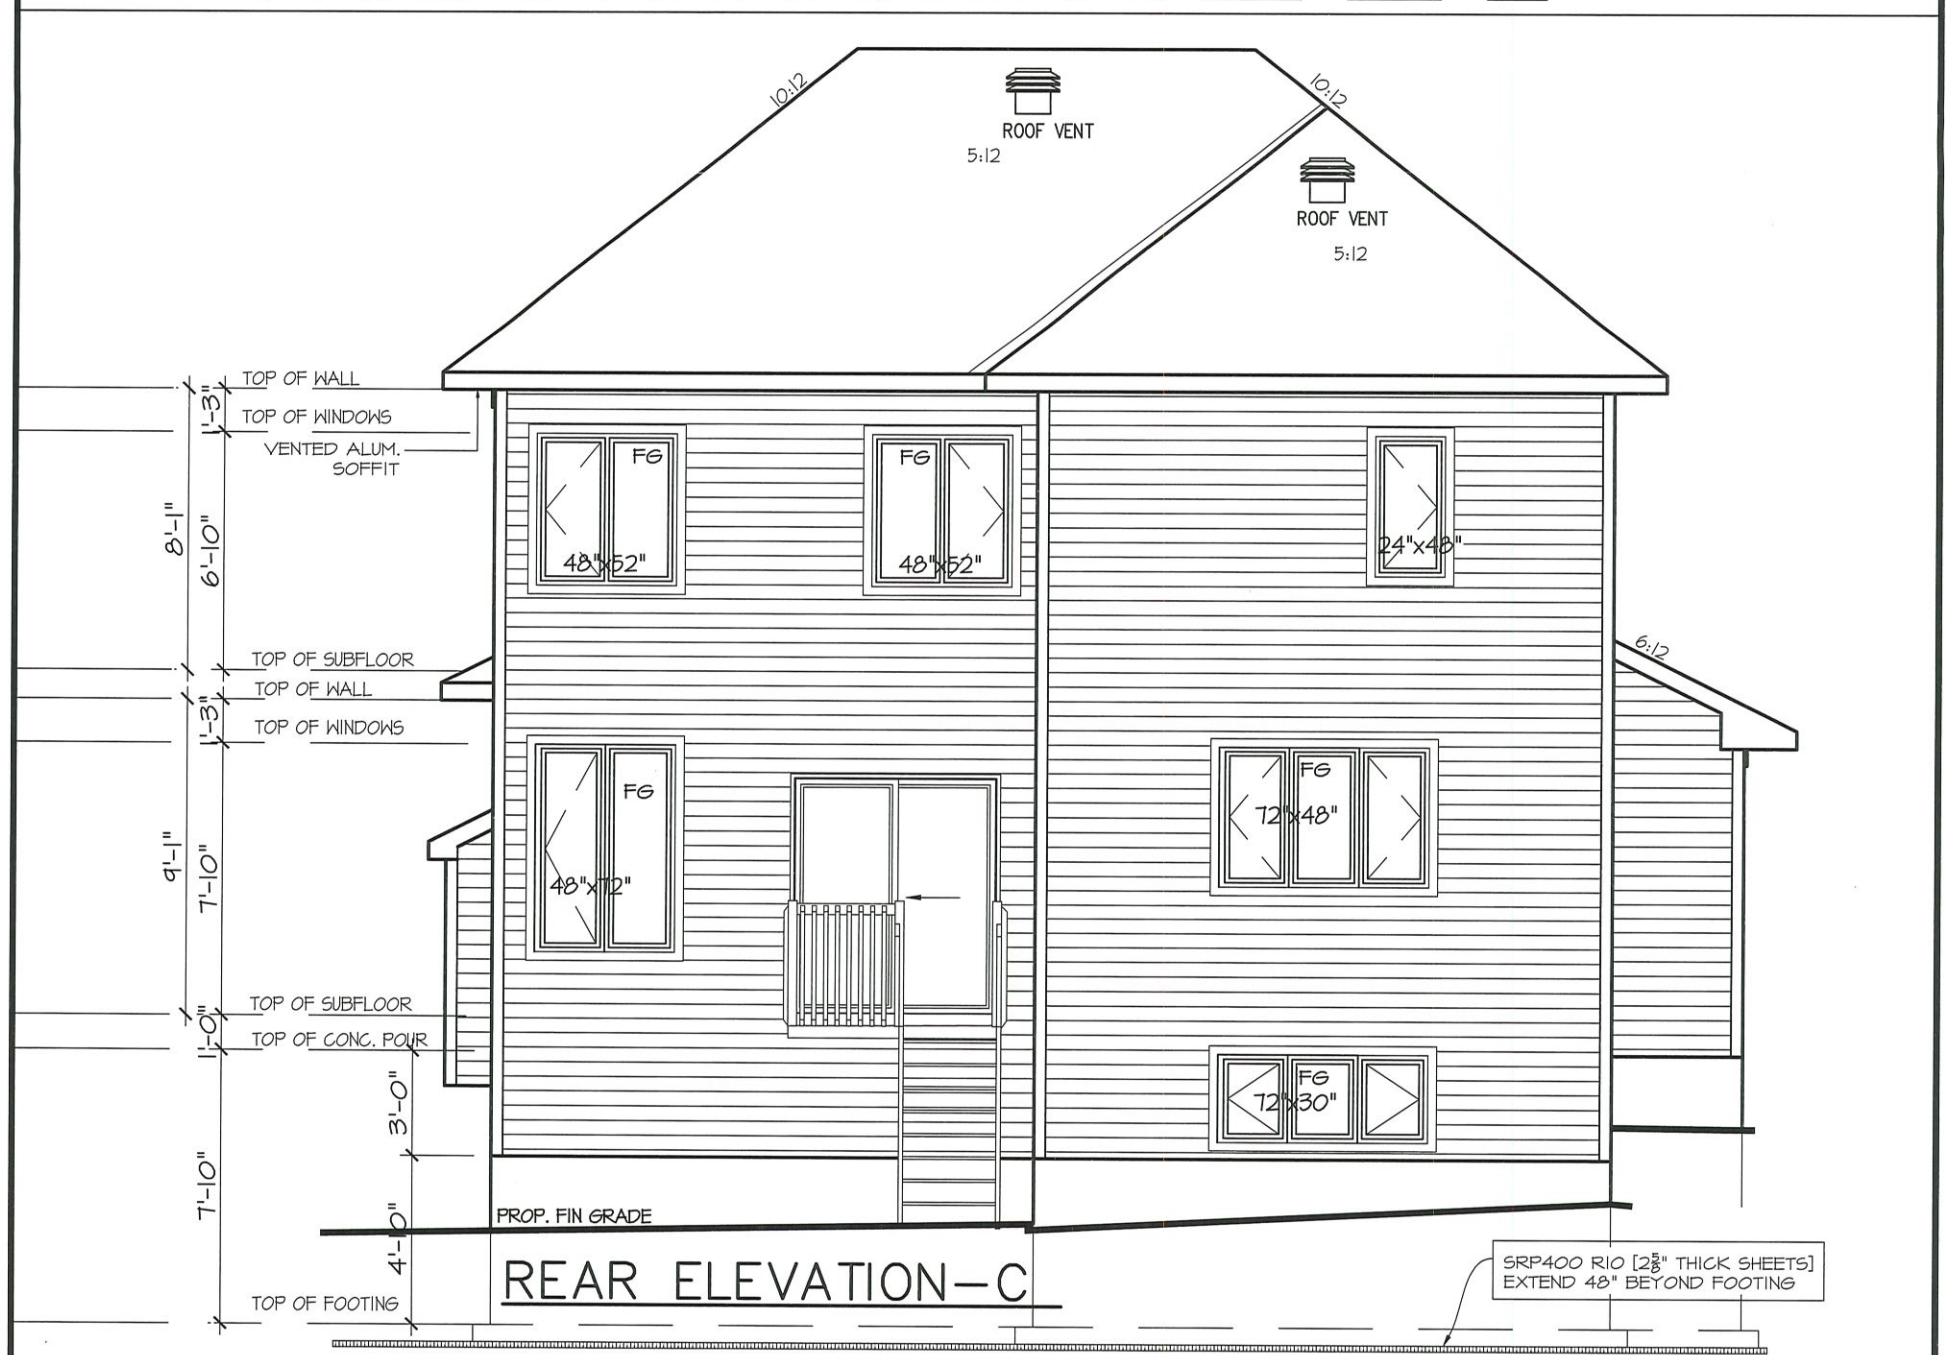 10:12
10:12
ROOF VENT
5:12
ROOF VENT
5:12
TOP OF WALL
1'-3"
TOP OF WINDOWS
VENTED ALUM.
SOFFIT
FG
FG
8'-1"
6'-10"
48"x52"
48"x52"
24"x48"
TOP OF SUBFLOOR
6:12
TOP OF WALL
1'-3"
TOP OF WINDOWS
FG
FG
72"x48"
9'-1"
7'-10"
48"x72"
TOP OF SUBFLOOR
1'-0"
TOP OF CONC. POUR
FG
72"x30"
3'-0"
7'-10"
PROP. FIN GRADE
4'-10"
REAR ELEVATION-C
SRP400 RIO [2⅝" THICK SHEETS]
EXTEND 48" BEYOND FOOTING
TOP OF FOOTING